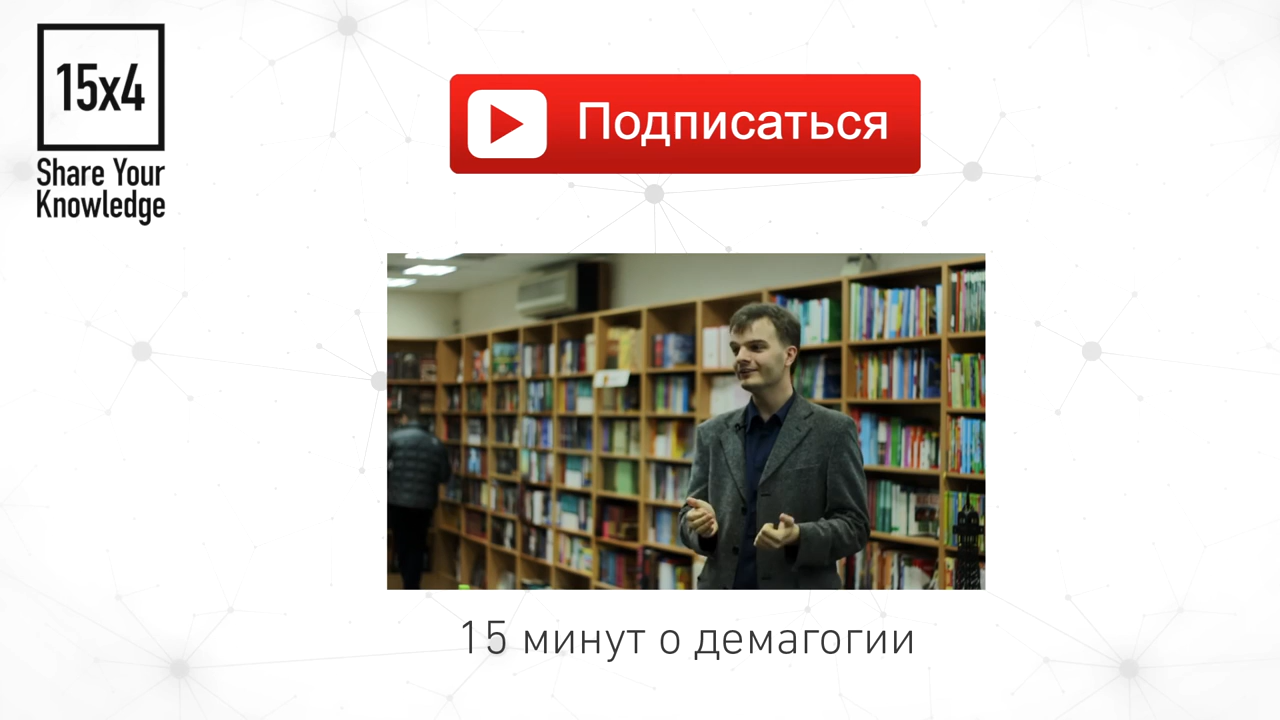 15x4
Share Your
Knowledge
Подписаться
15 минут о демагогии